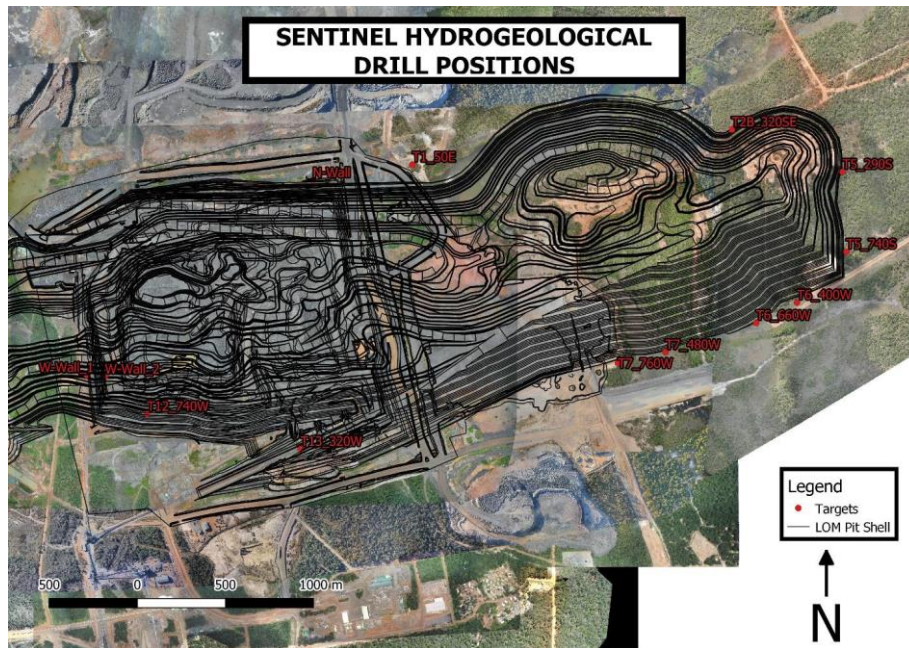 SENTINEL HYDROGEOLOGICAL
DRILL POSITIONS
T2B_320SE
T1_50E
N-Wall
T5_290S
T5_740S
T6_400W
T6_660W
T7_480W
T7_760W
W-Wall_1
W-Wall_2
T12_740W
T13_320W
Legend
Targets
LOM Pit Shell
500
0
500
1000 m
N